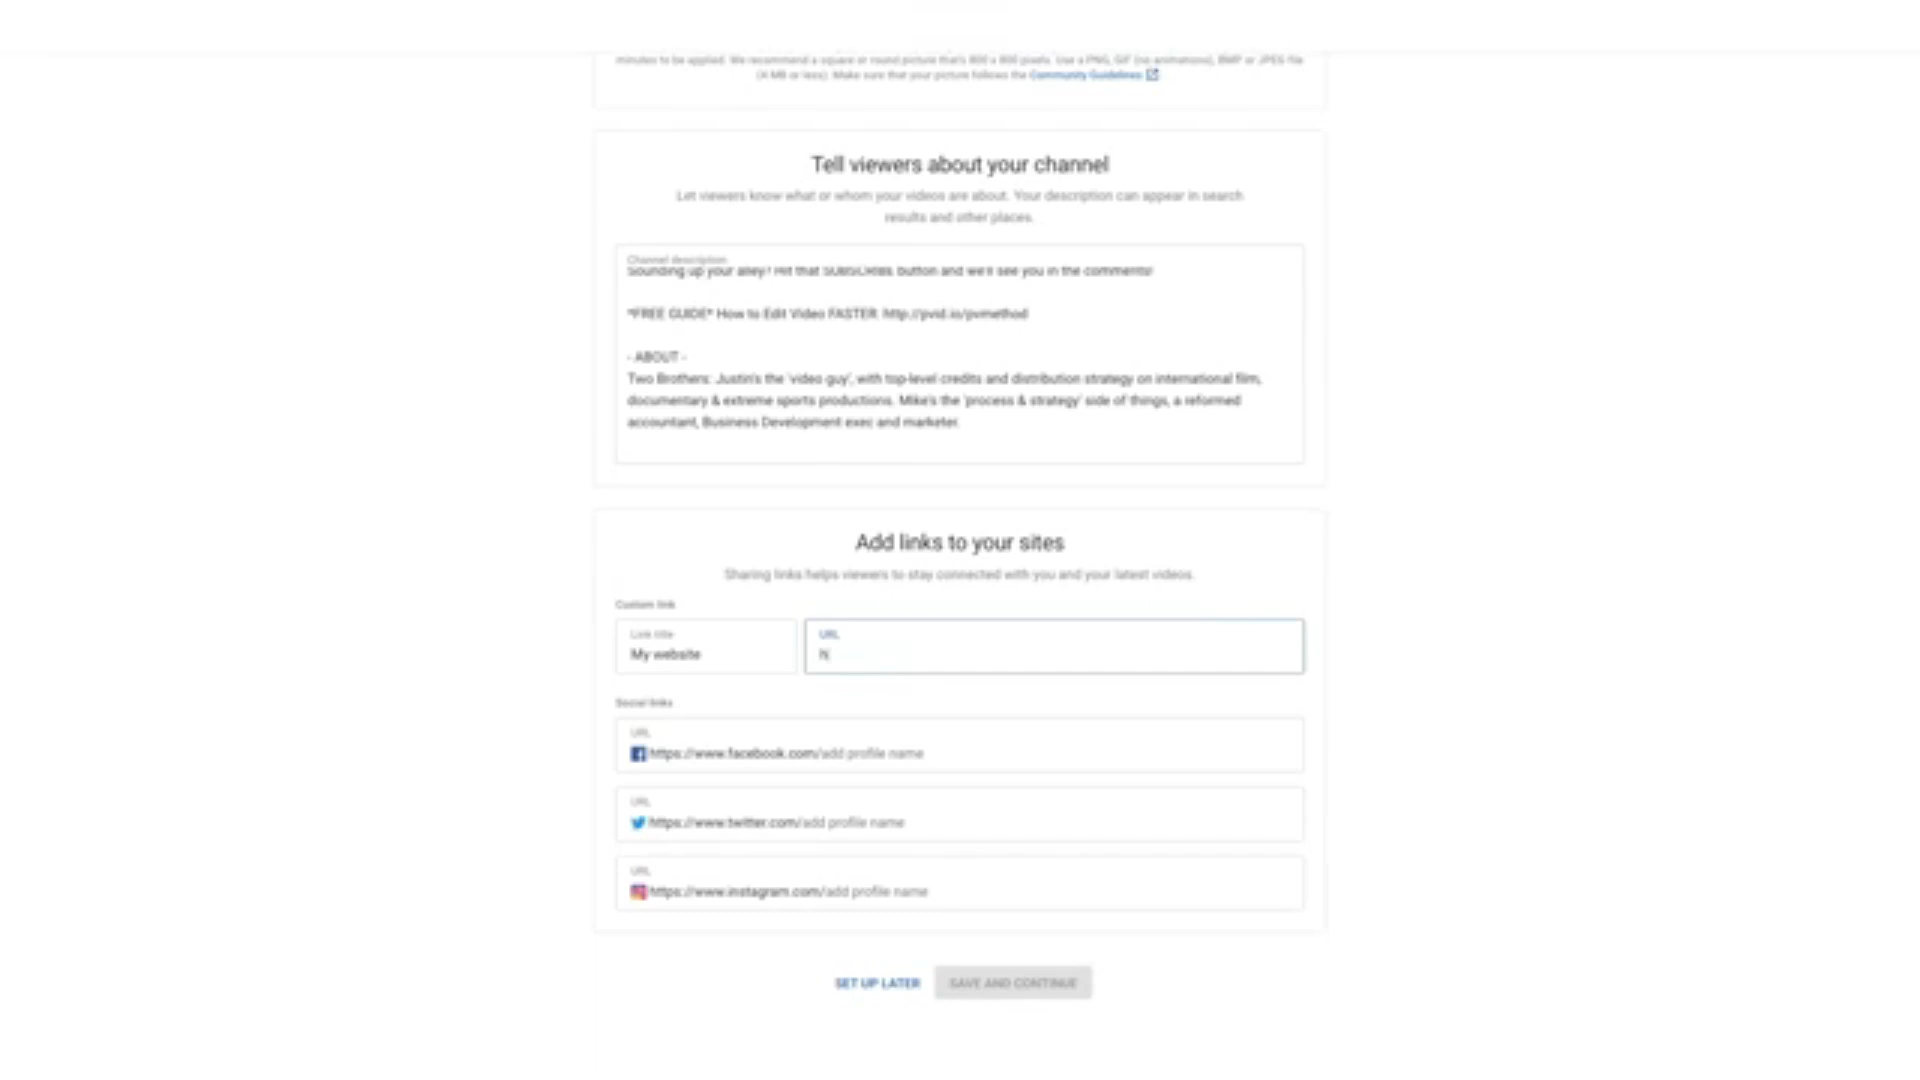 minutes to be applied. We recommend a square or round picture that's 800 x 800 pixels. Use a PNG, GIF (no animations), BMP or JPEG file
(4 MB or less). Make sure that your picture follows the Community Guidelines
Tell viewers about your channel
Let viewers know what or whom your videos are about. Your description can appear in search
results and other places.
Channel description
Sounding up your alley? Hit that SUBSCRIBE button and we'll see you in the comments!
*FREE GUIDE* How to Edit Video FASTER: http://pvid.io/pvmethod
- ABOUT -
Two Brothers: Justin's the 'video guy', with top-level credits and distribution strategy on international film,
documentary & extreme sports productions. Mike's the 'process & strategy' side of things, a reformed
accountant, Business Development exec and marketer.
Add links to your sites
Sharing links helps viewers to stay connected with you and your latest videos.
Custom link
Link title
My website
URL
Social links
URL
https://www.facebook.com/add profile name
URL
https://www.twitter.com/add profile name
URL
https://www.instagram.com/add profile name
SET UP LATER
SAVE AND CONTINUE